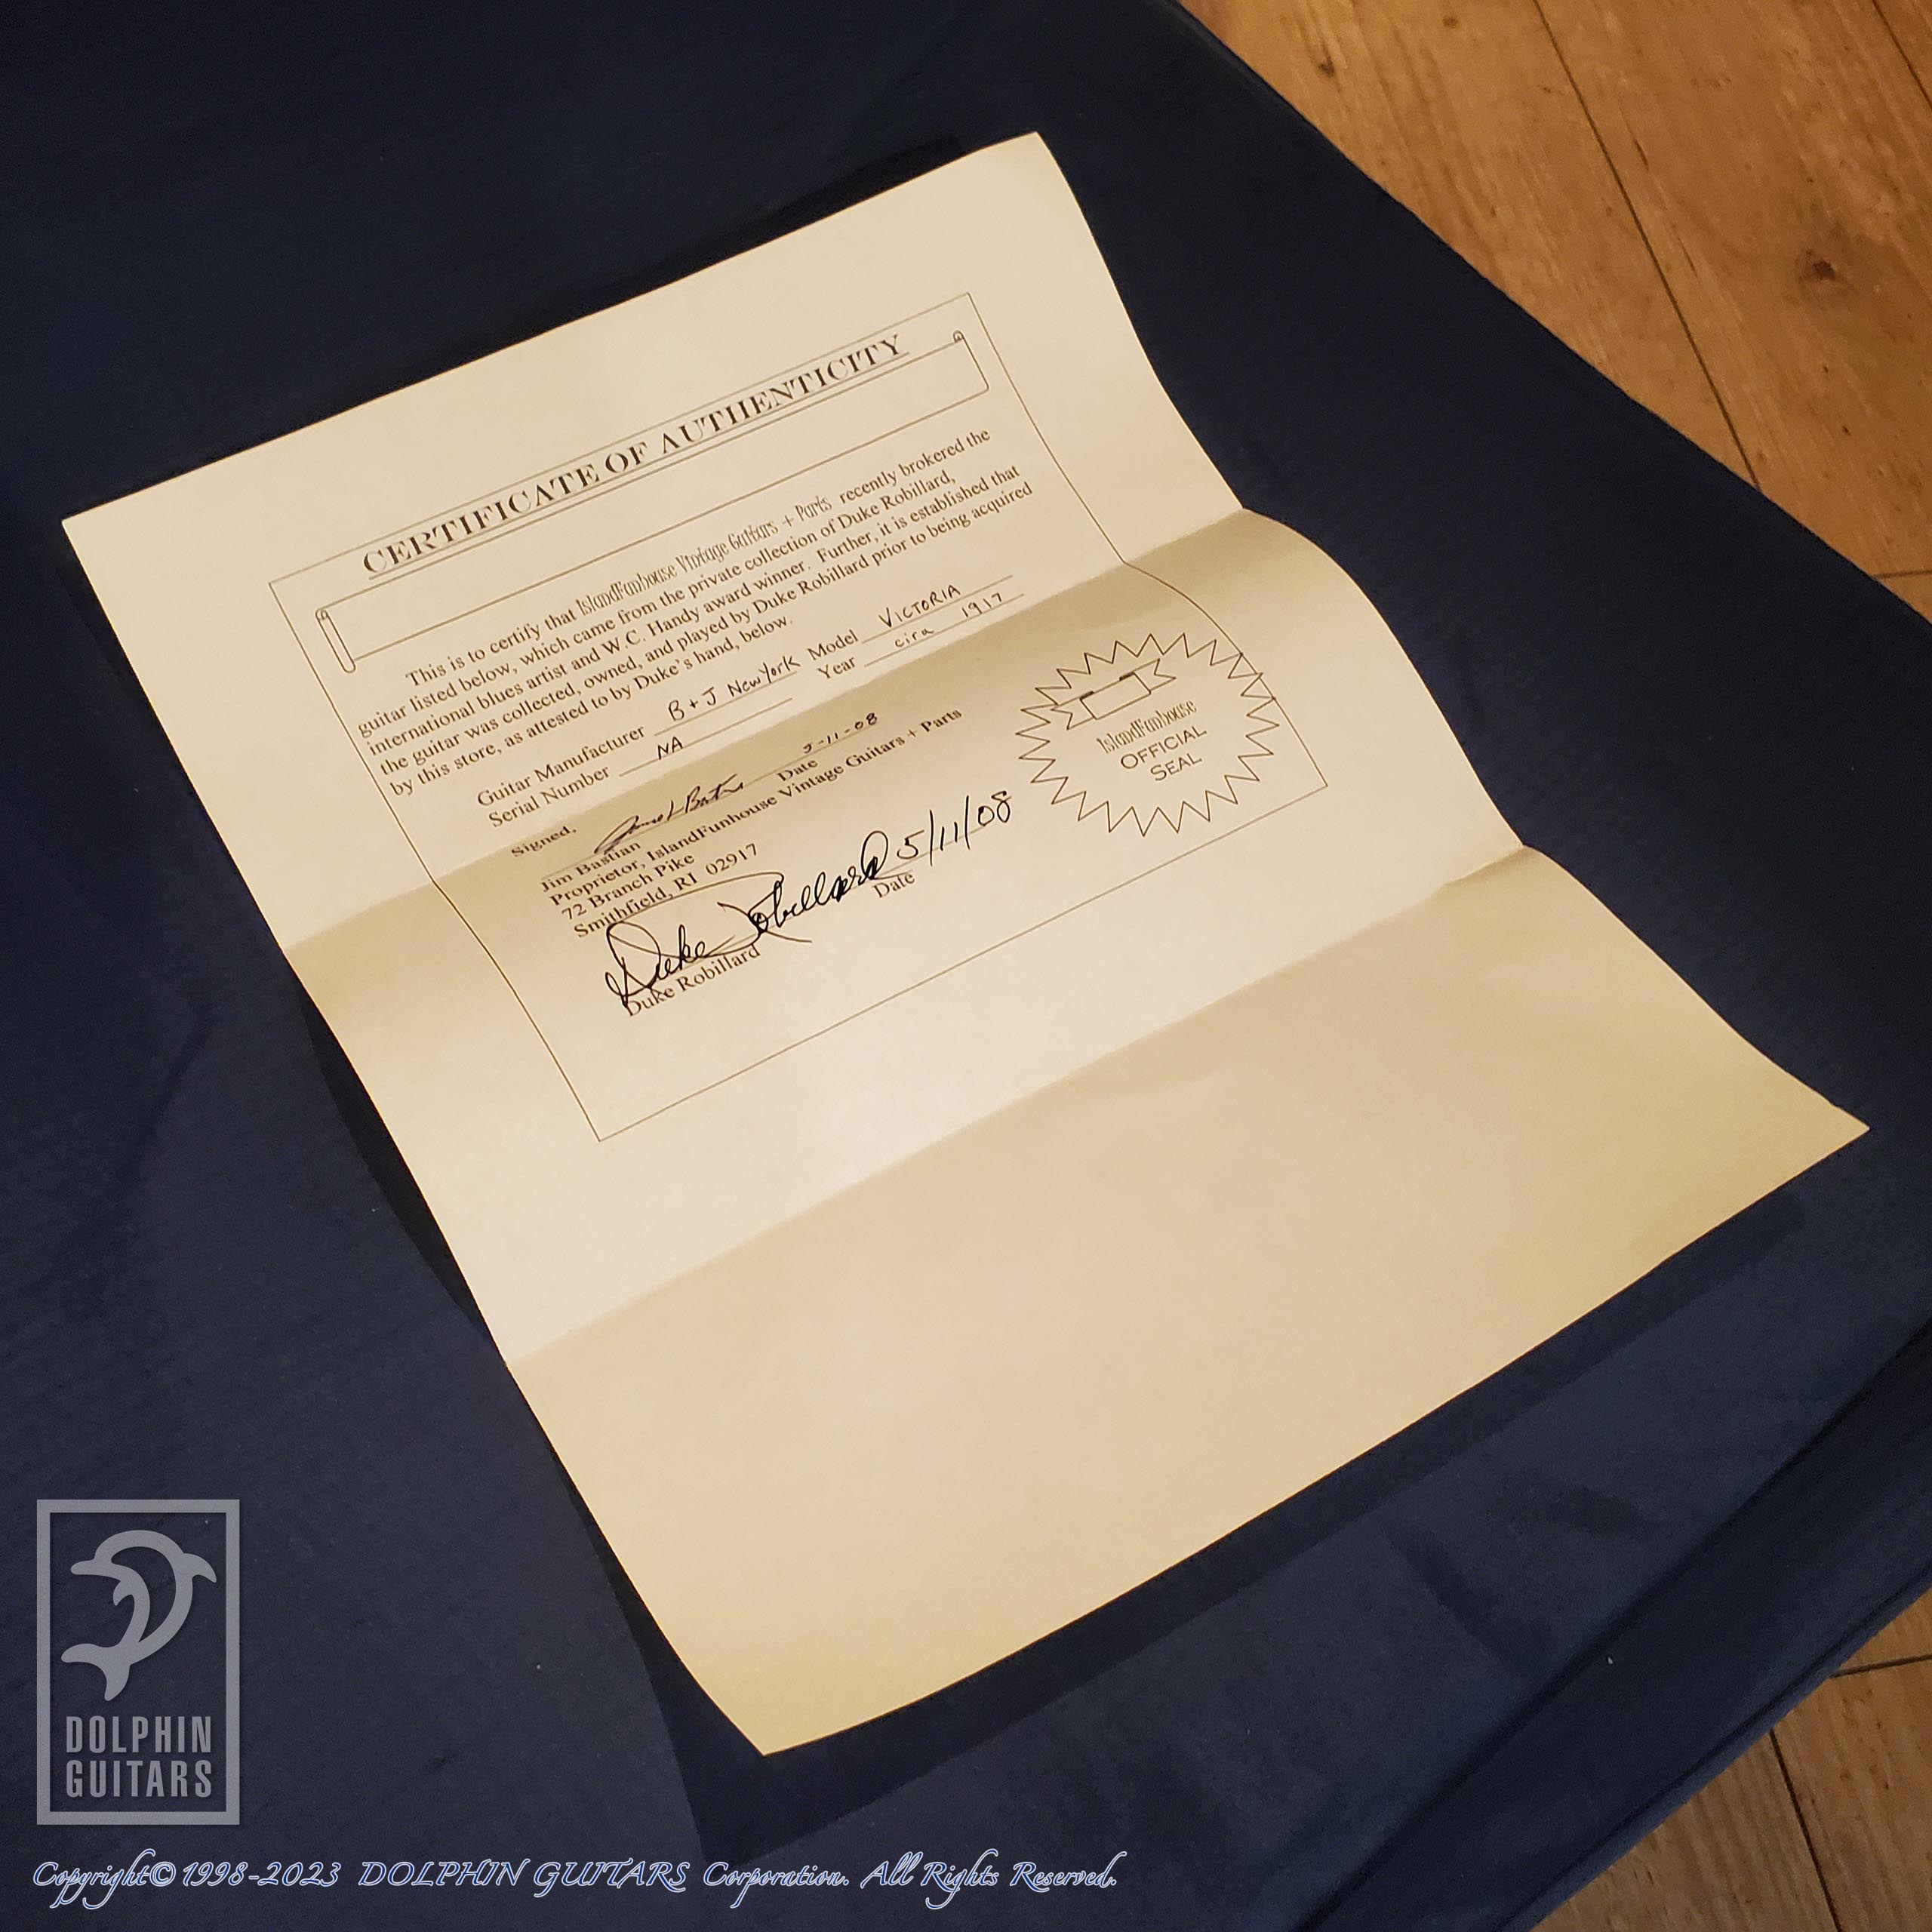 CERTIFICATE OF AUTHENTICITY
This is to certify that IslandFunhouse Vintage Guitars + Parts recently brokered the
guitar listed below, which came from the private collection of Duke Robillard,
international blues artist and W.C. Handy award winner. Further, it is established that
the guitar was collected, owned, and played by Duke Robillard prior to being acquired
by this store, as attested to by Duke's hand, below.
Guitar Manufacturer B + J New York Model VICTORIA
Serial Number NA Year cira 1917
Signed, Date 5-11-08
Jim Bastian
Proprietor, IslandFunhouse Vintage Guitars + Parts
72 Branch Pike
Smithfield, RI 02917
Duke Robillard 5/11/08
Duke Robillard Date
IslandFunhouse
OFFICIAL
SEAL
DOLPHIN
GUITARS
Copyright© 1998-2023 DOLPHIN GUITARS Corporation. All Rights Reserved.